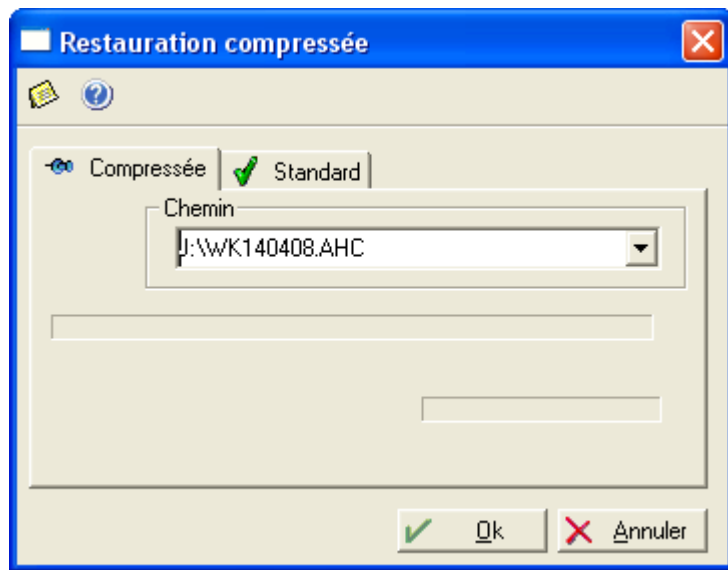 Restauration compressée
Compressée
Standard
Chemin
J:\WK140408.AHC
Ok
Annuler